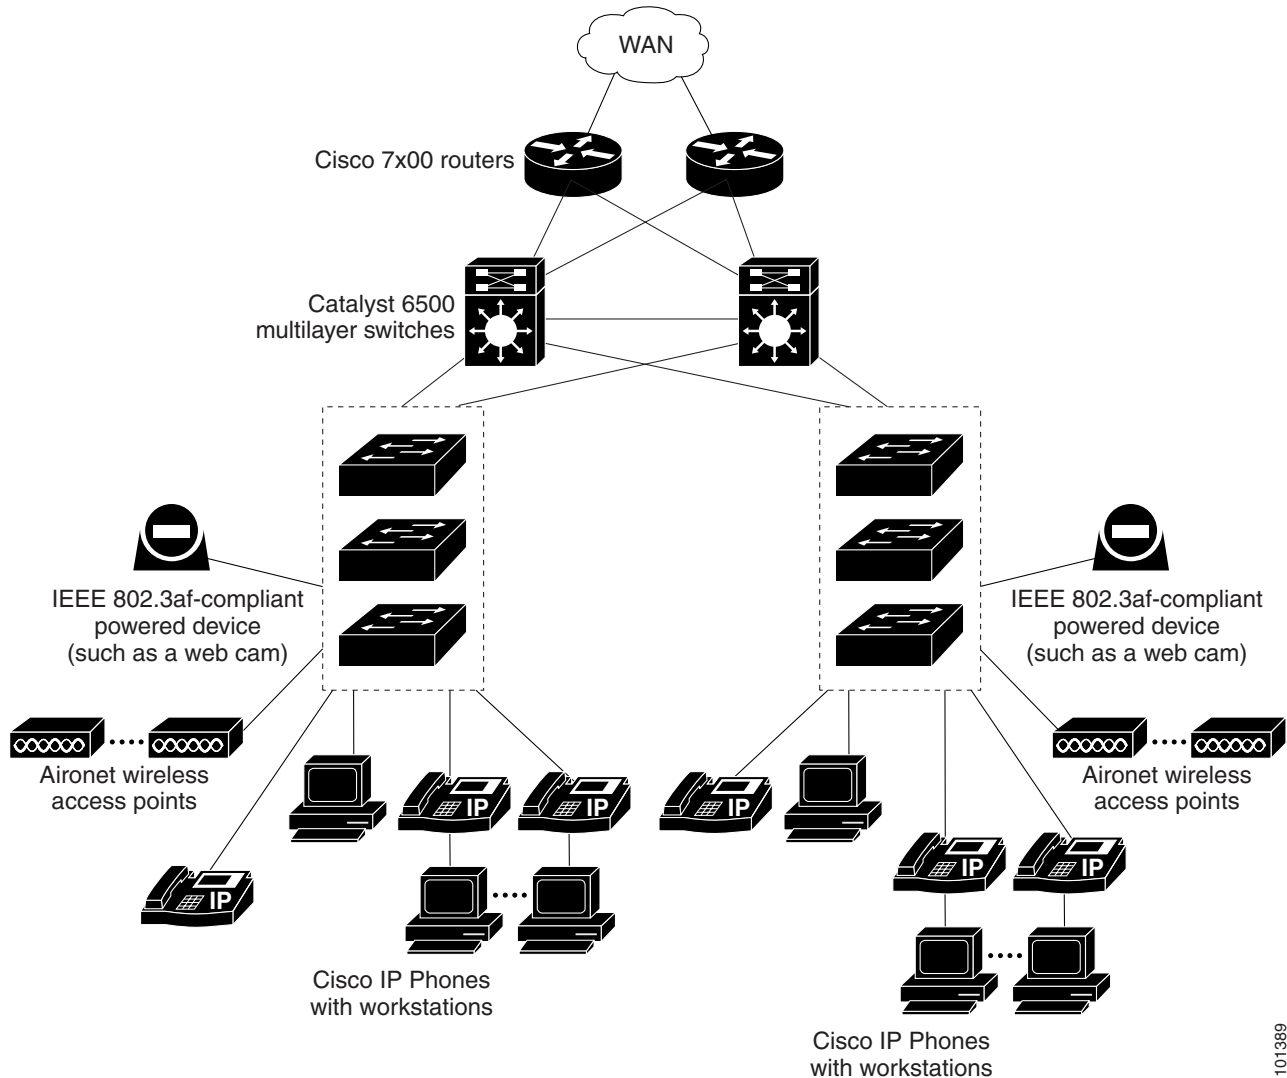 WAN
Cisco 7x00 routers
Catalyst 6500
multilayer switches
IEEE 802.3af-compliant
powered device
(such as a web cam)
IEEE 802.3af-compliant
powered device
(such as a web cam)
Aironet wireless
access points
Aironet wireless
access points
IP
IP
IP
IP
IP
IP
Cisco IP Phones
with workstations
Cisco IP Phones
with workstations
101389